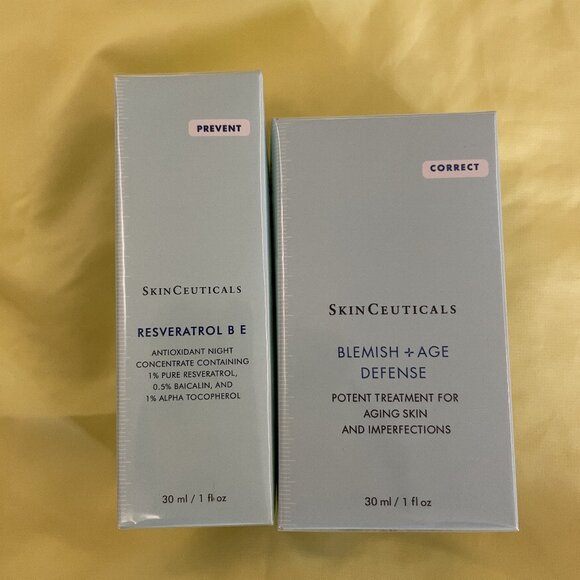 PREVENT
SKINCEUTICALS
RESVERATROL B E
ANTIOXIDANT NIGHT
CONCENTRATE CONTAINING
1% PURE RESVERATROL,
0.5% BAICALIN, AND
1% ALPHA TOCOPHEROL
30 ml / 1 fl oz
CORRECT
SKINCEUTICALS
BLEMISH + AGE
DEFENSE
POTENT TREATMENT FOR
AGING SKIN
AND IMPERFECTIONS
30 ml / 1 fl oz